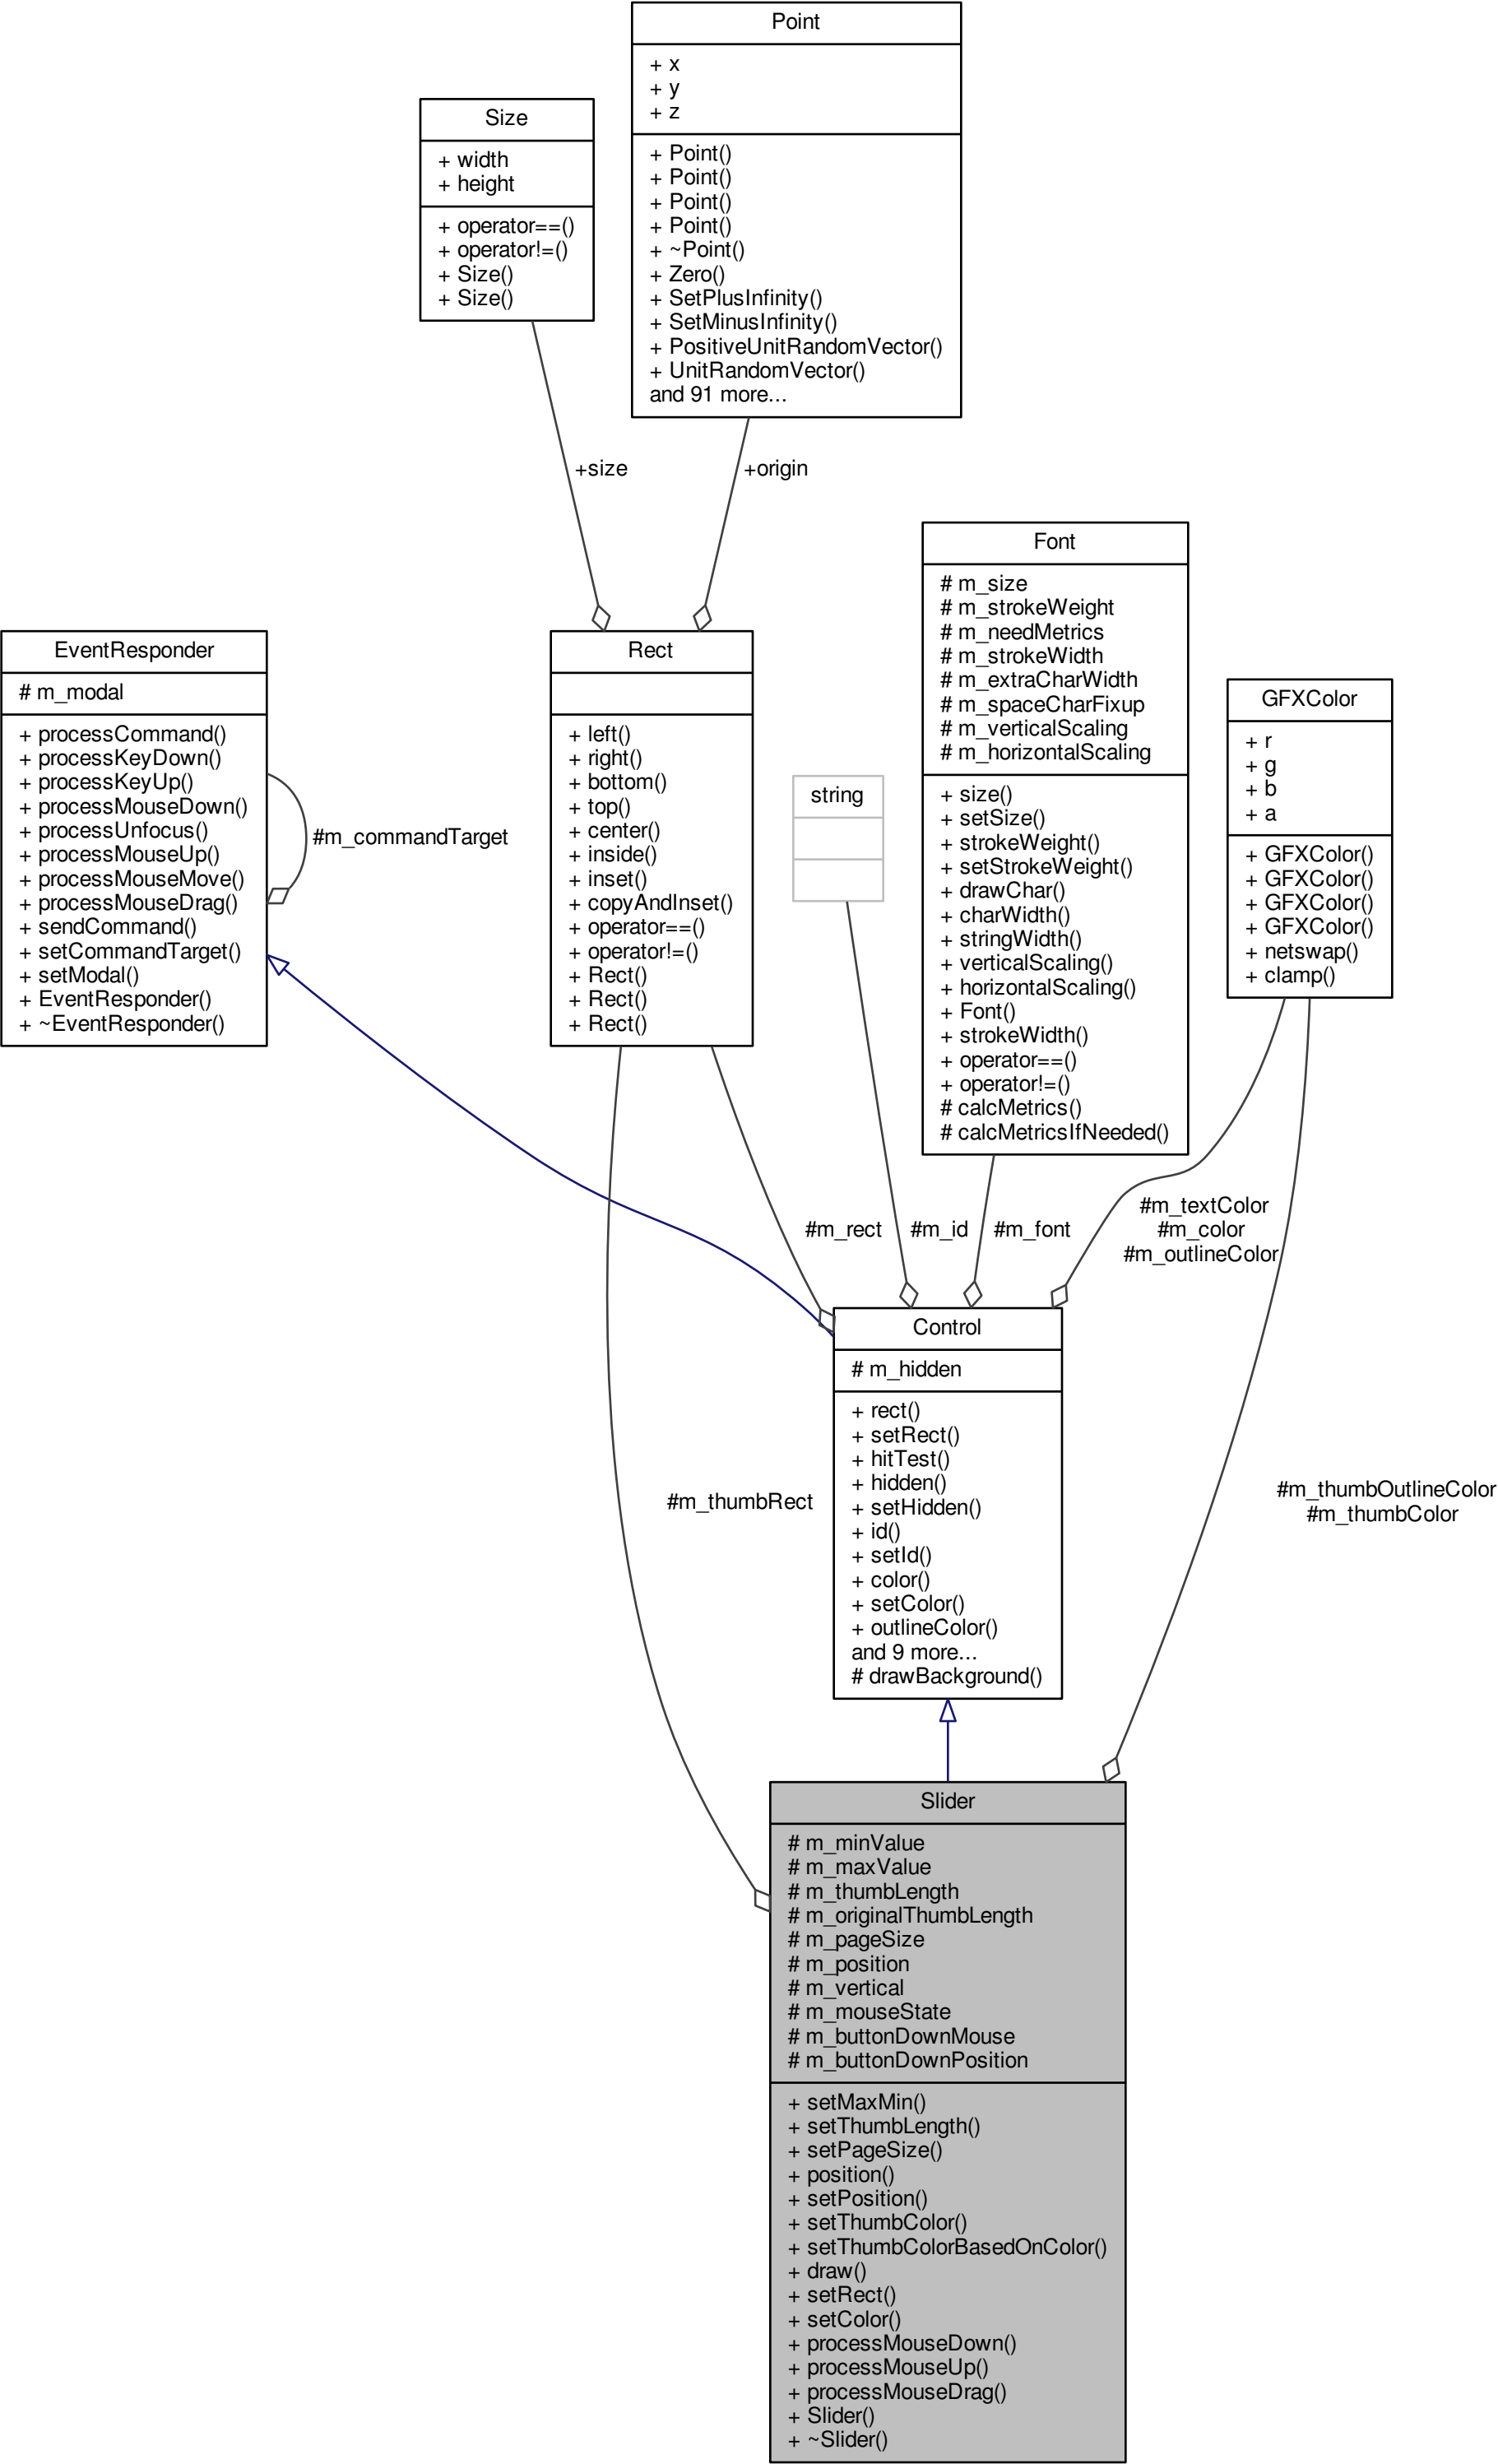 Point
+ x
+ y
+ z
+ Point()
+ Point()
+ Point()
+ Point()
+ ~Point()
+ Zero()
+ SetPlusInfinity()
+ SetMinusInfinity()
+ PositiveUnitRandomVector()
+ UnitRandomVector()
and 91 more...
Size
+ width
+ height
+ operator==()
+ operator!=()
+ Size()
+ Size()
+size
+origin
Font
# m_size
# m_strokeWeight
# m_needMetrics
# m_strokeWidth
# m_extraCharWidth
# m_spaceCharFixup
# m_verticalScaling
# m_horizontalScaling
+ size()
+ setSize()
+ strokeWeight()
+ setStrokeWeight()
+ drawChar()
+ charWidth()
+ stringWidth()
+ verticalScaling()
+ horizontalScaling()
+ Font()
+ strokeWidth()
+ operator==()
+ operator!=()
# calcMetrics()
# calcMetricsIfNeeded()
EventResponder
# m_modal
+ processCommand()
+ processKeyDown()
+ processKeyUp()
+ processMouseDown()
+ processUnfocus()
+ processMouseUp()
+ processMouseMove()
+ processMouseDrag()
+ sendCommand()
+ setCommandTarget()
+ setModal()
+ EventResponder()
+ ~EventResponder()
#m_commandTarget
Rect
+ left()
+ right()
+ bottom()
+ top()
+ center()
+ inside()
+ inset()
+ copyAndInset()
+ operator==()
+ operator!=()
+ Rect()
+ Rect()
+ Rect()
string
GFXColor
+ r
+ g
+ b
+ a
+ GFXColor()
+ GFXColor()
+ GFXColor()
+ GFXColor()
+ netswap()
+ clamp()
#m_rect
#m_id
#m_font
#m_textColor
#m_color
#m_outlineColor
Control
# m_hidden
+ rect()
+ setRect()
+ hitTest()
+ hidden()
+ setHidden()
+ id()
+ setId()
+ color()
+ setColor()
+ outlineColor()
and 9 more...
# drawBackground()
#m_thumbRect
#m_thumbOutlineColor
#m_thumbColor
Slider
# m_minValue
# m_maxValue
# m_thumbLength
# m_originalThumbLength
# m_pageSize
# m_position
# m_vertical
# m_mouseState
# m_buttonDownMouse
# m_buttonDownPosition
+ setMaxMin()
+ setThumbLength()
+ setPageSize()
+ position()
+ setPosition()
+ setThumbColor()
+ setThumbColorBasedOnColor()
+ draw()
+ setRect()
+ setColor()
+ processMouseDown()
+ processMouseUp()
+ processMouseDrag()
+ Slider()
+ ~Slider()